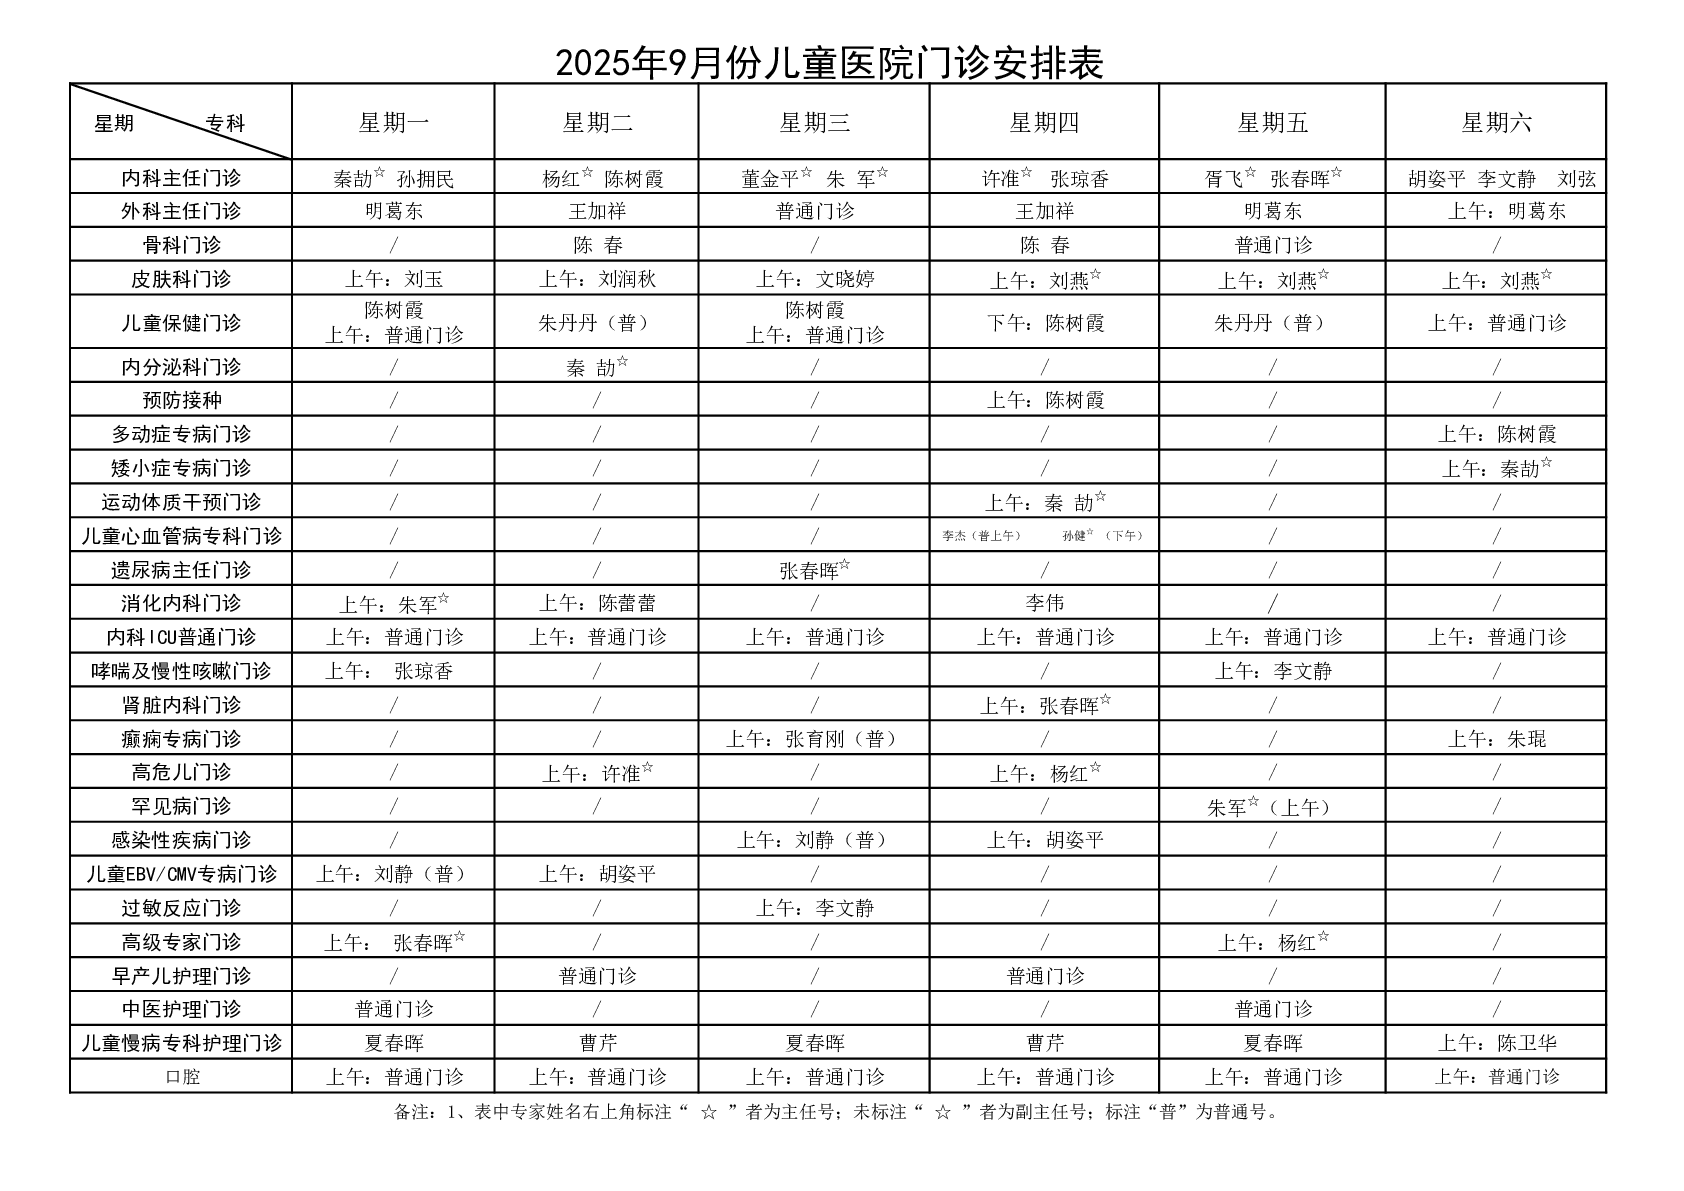 2025年9月份儿童医院门诊安排表
星期 专科 星期一 星期二 星期三 星期四 星期五 星期六
内科主任门诊 秦劼☆ 孙拥民 杨红☆ 陈树霞 董金平☆ 朱 军☆ 许准☆ 张琼香 胥飞☆ 张春晖☆ 胡姿平 李文静 刘弦
外科主任门诊 明葛东 王加祥 普通门诊 王加祥 明葛东 上午：明葛东
骨科门诊 / 陈 春 / 陈 春 普通门诊 /
皮肤科门诊 上午：刘玉 上午：刘润秋 上午：文晓婷 上午：刘燕☆ 上午：刘燕☆ 上午：刘燕☆
儿童保健门诊 陈树霞 上午：普通门诊 朱丹丹（普） 陈树霞 上午：普通门诊 下午：陈树霞 朱丹丹（普） 上午：普通门诊
内分泌科门诊 / 秦 劼☆ / / / /
预防接种 / / / 上午：陈树霞 / /
多动症专病门诊 / / / / / 上午：陈树霞
矮小症专病门诊 / / / / / 上午：秦劼☆
运动体质干预门诊 / / / 上午：秦 劼☆ / /
儿童心血管病专科门诊 / / / 李杰（普上午） 孙健☆（下午） / /
遗尿病主任门诊 / / 张春晖☆ / / /
消化内科门诊 上午：朱军☆ 上午：陈蕾蕾 / 李伟 / /
内科ICU普通门诊 上午：普通门诊 上午：普通门诊 上午：普通门诊 上午：普通门诊 上午：普通门诊 上午：普通门诊
哮喘及慢性咳嗽门诊 上午： 张琼香 / / / 上午：李文静 /
肾脏内科门诊 / / / 上午：张春晖☆ / /
癫痫专病门诊 / / 上午：张育刚（普） / / 上午：朱琨
高危儿门诊 / 上午：许准☆ / 上午：杨红☆ / /
罕见病门诊 / / / / 朱军☆（上午） /
感染性疾病门诊 / 上午：刘静（普） 上午：胡姿平 / /
儿童EBV/CMV专病门诊 上午：刘静（普） 上午：胡姿平 / / / /
过敏反应门诊 / / 上午：李文静 / / /
高级专家门诊 上午： 张春晖☆ / / / 上午：杨红☆ /
早产儿护理门诊 / 普通门诊 / 普通门诊 / /
中医护理门诊 普通门诊 / / / 普通门诊 /
儿童慢病专科护理门诊 夏春晖 曹芹 夏春晖 曹芹 夏春晖 上午：陈卫华
口腔 上午：普通门诊 上午：普通门诊 上午：普通门诊 上午：普通门诊 上午：普通门诊 上午：普通门诊
备注：1、表中专家姓名右上角标注“ ☆ ”者为主任号；未标注“ ☆ ”者为副主任号；标注“普”为普通号。